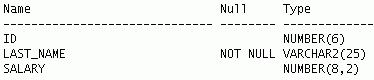 Name Null Type
------------------------------ -------- ------------
ID NUMBER(6)
LAST_NAME NOT NULL VARCHAR2(25)
SALARY NUMBER(8,2)